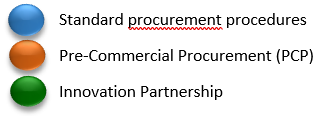 Standard procurement procedures
Pre-Commercial Procurement (PCP)
Innovation Partnership